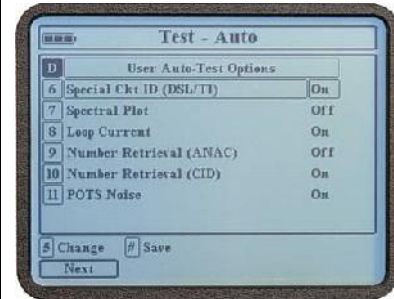 Test - Auto
D User Auto-Test Options
6 Special Ckt ID (DSL/T1) On
7 Spectral Plot Off
8 Loop Current On
9 Number Retrieval (ANAC) Off
10 Number Retrieval (CID) On
11 POTS Noise On
5 Change # Save
Next